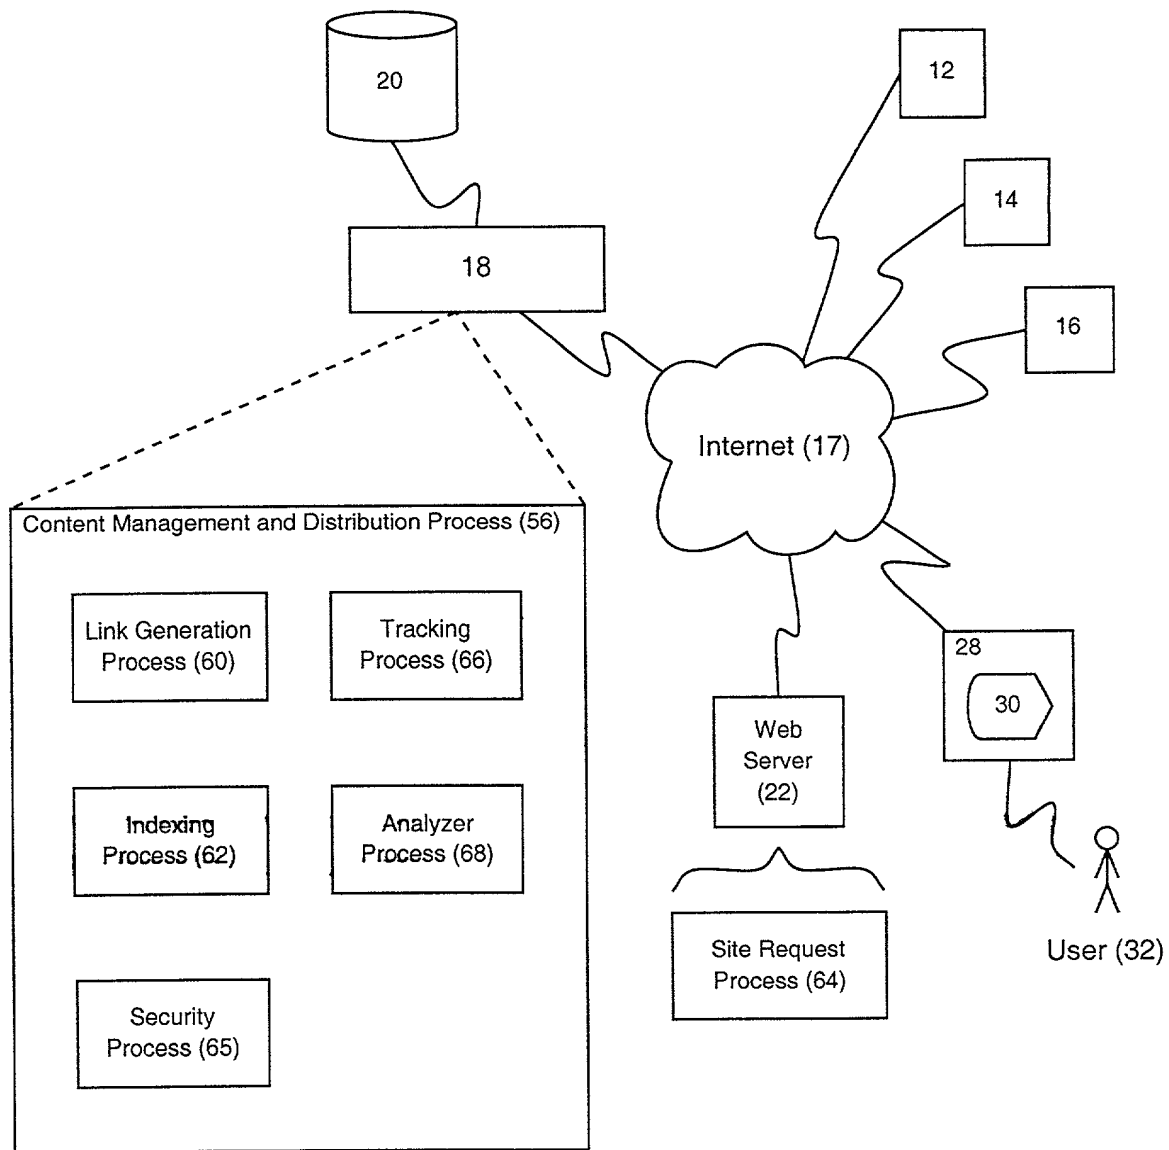 20
12
14
18
16
Internet (17)
Content Management and Distribution Process (56)
Link Generation
Process (60)
Tracking
Process (66)
28
30
Web
Server
(22)
Indexing
Process (62)
Analyzer
Process (68)
Site Request
Process (64)
User (32)
Security
Process (65)